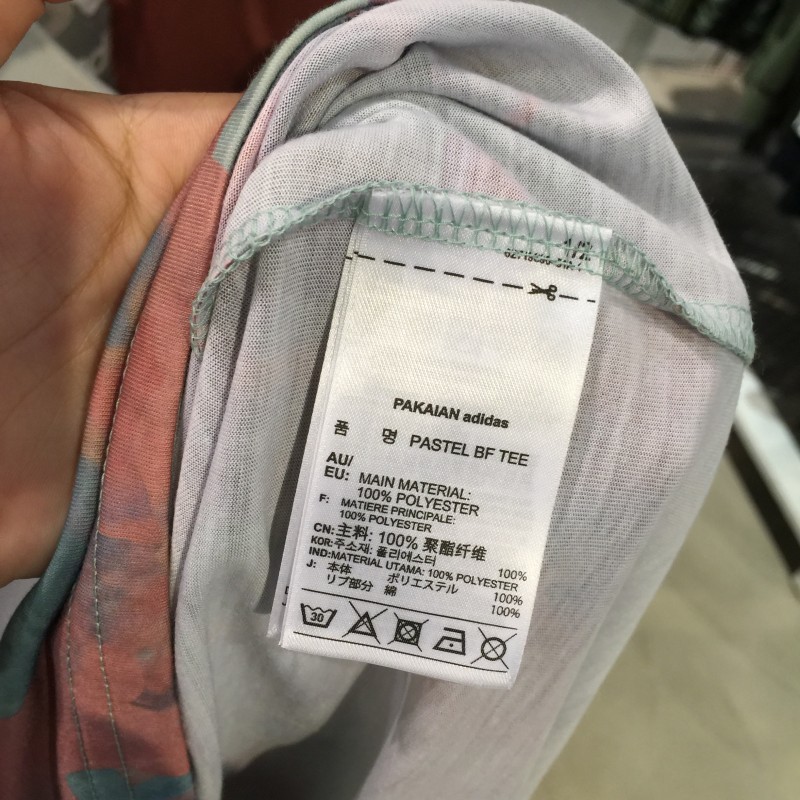 PAKAIAN adidas
품 명 PASTEL BF TEE
AU/
EU: MAIN MATERIAL:
100% POLYESTER
F: MATIERE PRINCIPALE:
100% POLYESTER
CN: 主料: 100% 聚酯纤维
KOR: 주소재: 폴리에스터 100%
IND: MATERIAL UTAMA: 100% POLYESTER
J: 本体 ポリエステル 100%
リブ部分 綿 100%
30